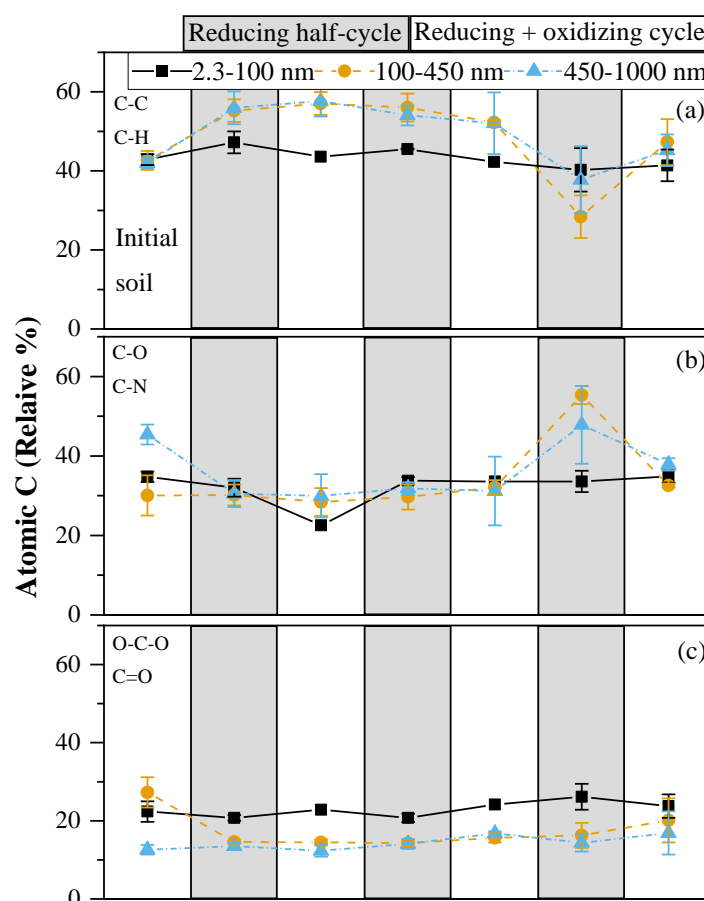 Reducing half-cycle
Reducing + oxidizing cycle
2.3-100 nm
100-450 nm
450-1000 nm
60
40
20
0
C-C
C-H
(a)
Initial
soil
Atomic C (Relaive %)
60
40
20
0
C-O
C-N
(b)
60
40
20
0
O-C-O
C=O
(c)